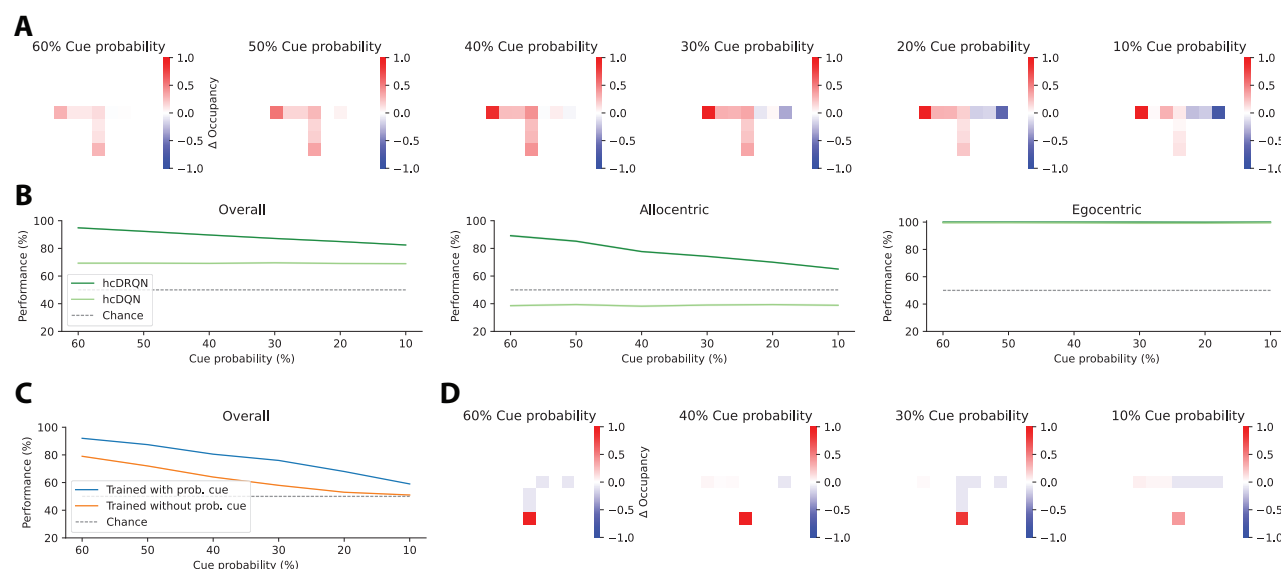 A
60% Cue probability
1.0
0.5
0.0
−0.5
−1.0
Δ Occupancy
50% Cue probability
1.0
0.5
0.0
−0.5
−1.0
40% Cue probability
1.0
0.5
0.0
−0.5
−1.0
30% Cue probability
1.0
0.5
0.0
−0.5
−1.0
20% Cue probability
1.0
0.5
0.0
−0.5
−1.0
10% Cue probability
1.0
0.5
0.0
−0.5
−1.0
B
Overall
Performance (%)
100
80
60
40
20
hcDRQN
hcDQN
Chance
60 50 40 30 20 10
Cue probability (%)
Allocentric
Performance (%)
100
80
60
40
20
60 50 40 30 20 10
Cue probability (%)
Egocentric
Performance (%)
100
80
60
40
20
60 50 40 30 20 10
Cue probability (%)
C
Overall
Performance (%)
100
80
60
40
20
Trained with prob. cue
Trained without prob. cue
Chance
60 50 40 30 20 10
Cue probability (%)
D
60% Cue probability
1.0
0.5
0.0
−0.5
−1.0
Δ Occupancy
40% Cue probability
1.0
0.5
0.0
−0.5
−1.0
30% Cue probability
1.0
0.5
0.0
−0.5
−1.0
10% Cue probability
1.0
0.5
0.0
−0.5
−1.0